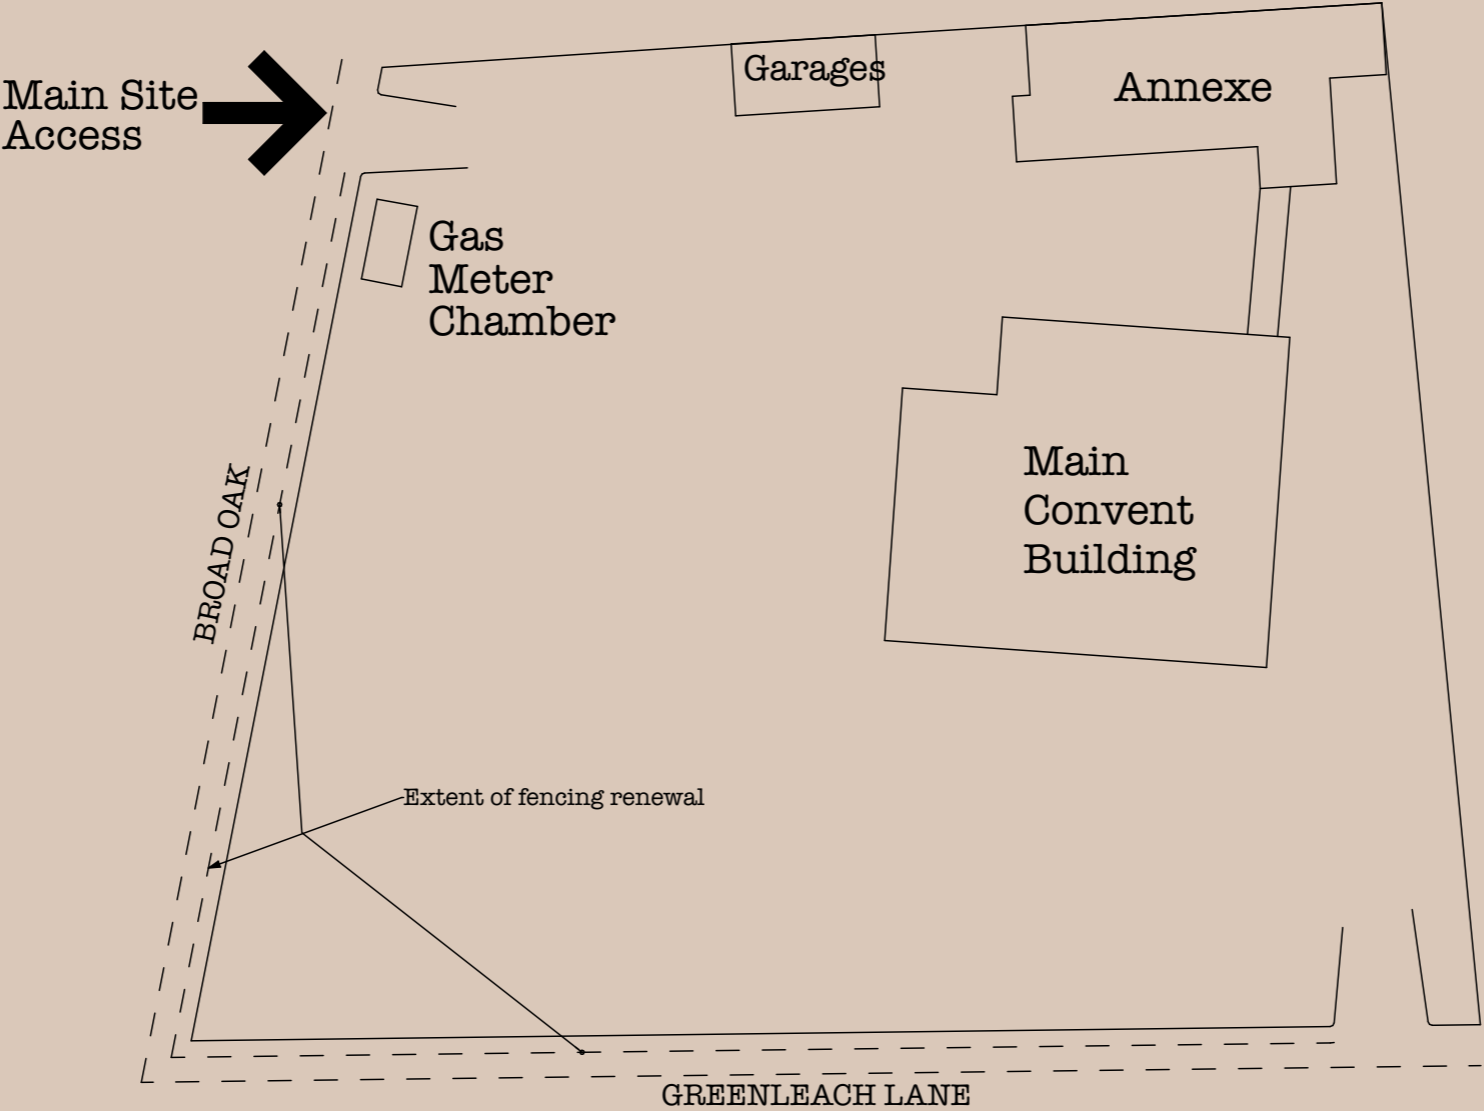 Main Site
Access
Garages
Annexe
Gas
Meter
Chamber
BROAD OAK
Main
Convent
Building
Extent of fencing renewal
GREENLEACH LANE